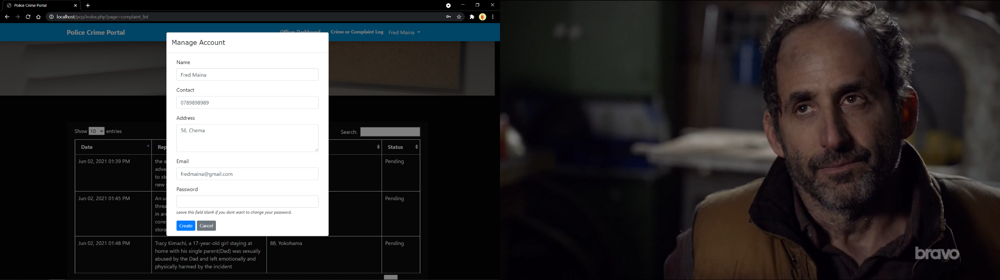 Police Crime Portal
localhost/pcp/index.php?page=complaint_list
Police Crime Portal
Officer Dashboard
Crime or Complaint Log
Fred Maina
Manage Account
Name
Fred Maina
Contact
0789898989
Address
56, Chema
Email
fredmaina@gmail.com
Password
Leave this field blank if you dont want to change your password.
Create
Cancel
Show 10 entries
Search:
Date
Rep
Status
Jun 02, 2021 01:39 PM
the a
adva
to ste
new
Pending
Jun 02, 2021 01:45 PM
An u
threa
in are
cone
stora
Pending
Jun 02, 2021 01:48 PM
Tracy Kimachi, a 17-year-old girl staying at
home with his single parent(Dad) was sexually
abused by the Dad and left emotionally and
physically harmed by the incident
88, Yokohama
Pending
bravo